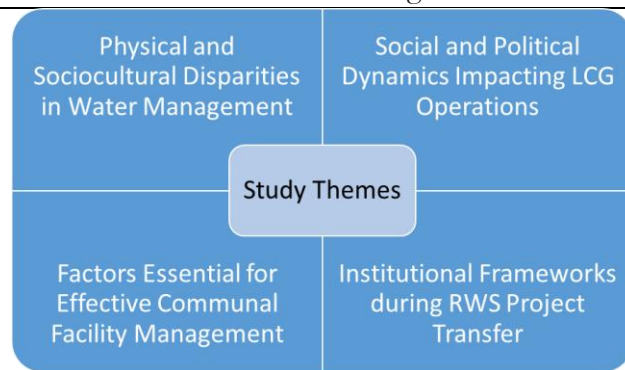 Physical and
Sociocultural Disparities
in Water Management
Social and Political
Dynamics Impacting LCG
Operations
Study Themes
Factors Essential for
Effective Communal
Facility Management
Institutional Frameworks
during RWS Project
Transfer